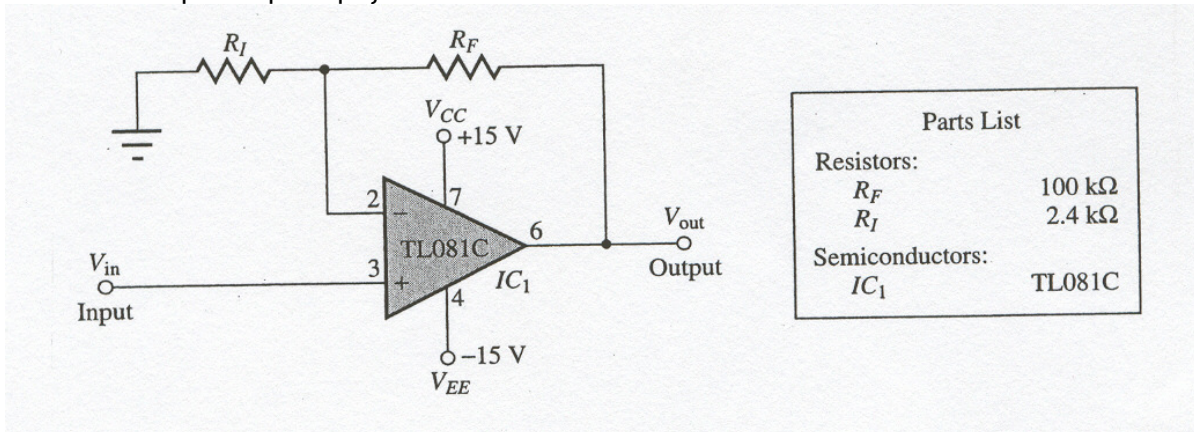 R_I
R_F
V_CC
+15 V
2
7
−
6
V_out
TL081C
Output
V_in
3
+
IC_1
Input
4
−15 V
V_EE
Parts List
Resistors:
R_F 100 kΩ
R_I 2.4 kΩ
Semiconductors:
IC_1 TL081C